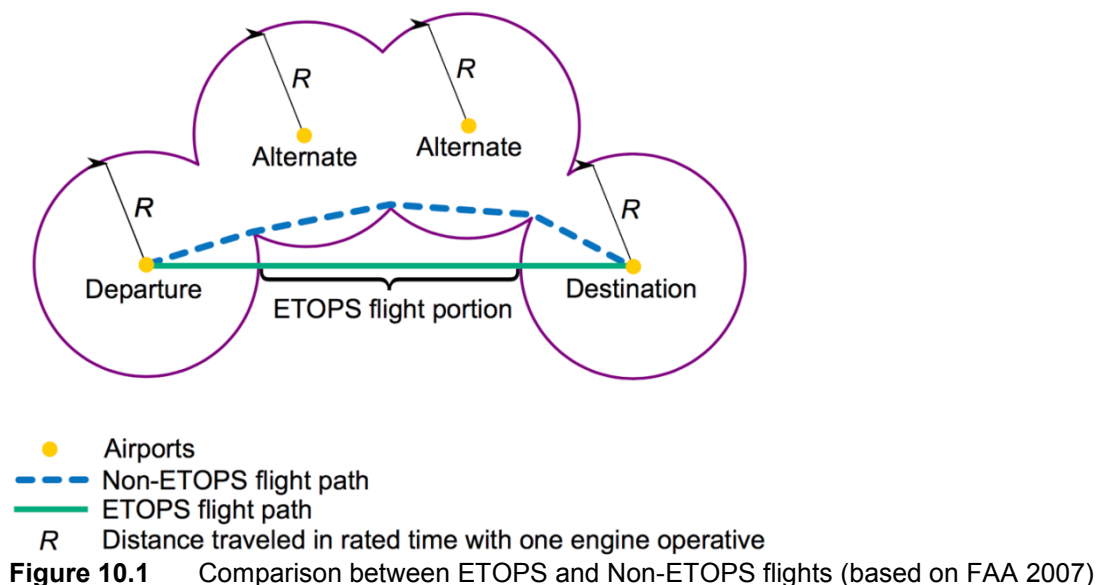 R
R
Alternate
Alternate
R
R
Departure
Destination
ETOPS flight portion
Airports
Non-ETOPS flight path
ETOPS flight path
R Distance traveled in rated time with one engine operative
Figure 10.1 Comparison between ETOPS and Non-ETOPS flights (based on FAA 2007)